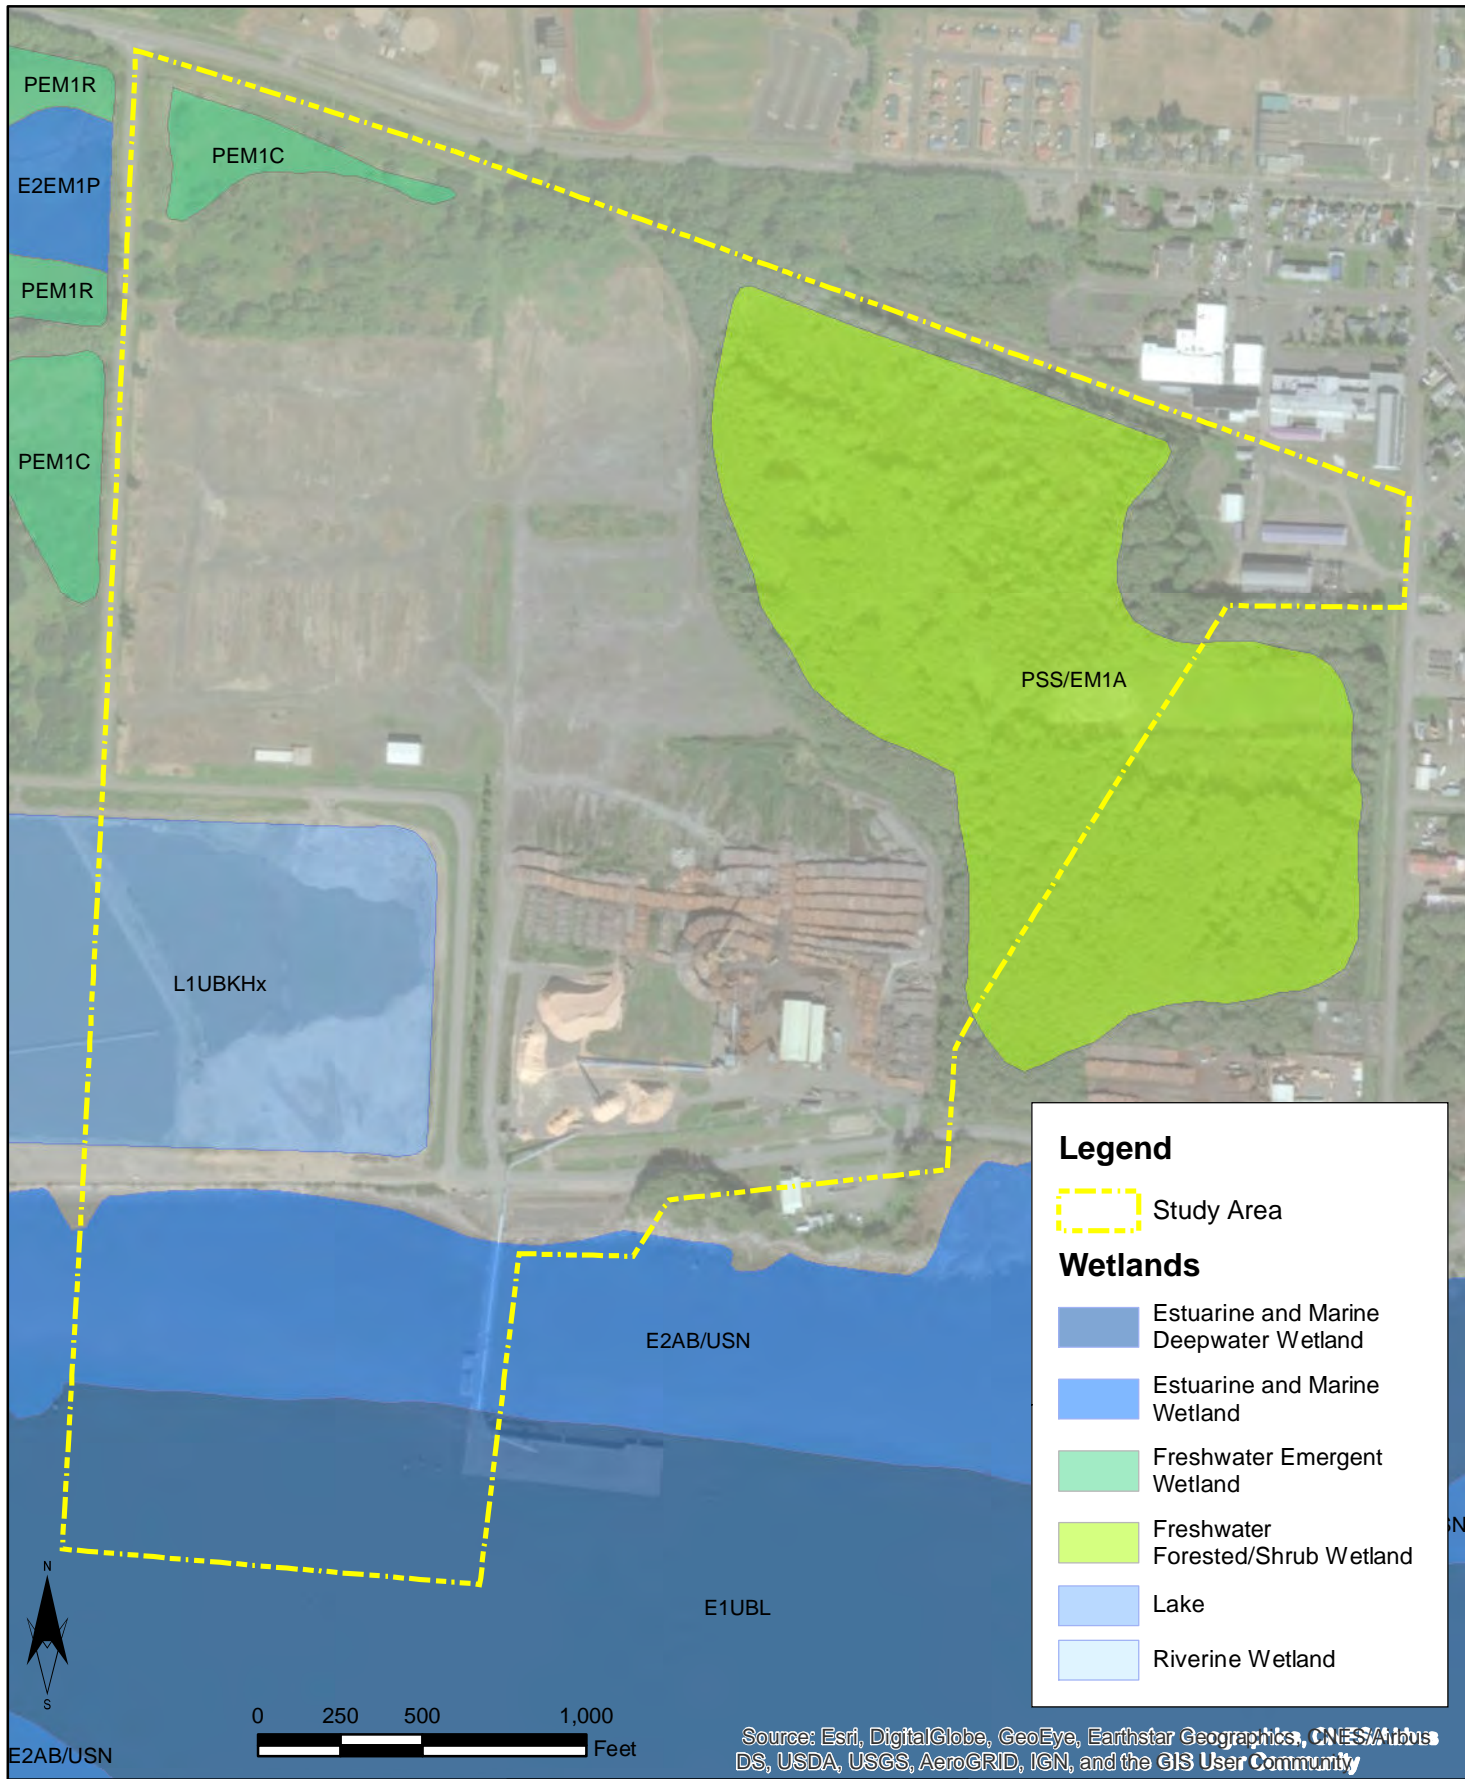 PEM1R
E2EM1P
PEM1C
PEM1R
PEM1C
PSS/EM1A
L1UBKHx
E2AB/USN
E1UBL
E2AB/USN
Legend
Study Area
Wetlands
Estuarine and Marine
Deepwater Wetland
Estuarine and Marine
Wetland
Freshwater Emergent
Wetland
Freshwater
Forested/Shrub Wetland
Lake
Riverine Wetland
N
S
0 250 500 1,000
Feet
Source: Esri, DigitalGlobe, GeoEye, Earthstar Geographics, CNES/Airbus
DS, USDA, USGS, AeroGRID, IGN, and the GIS User Community